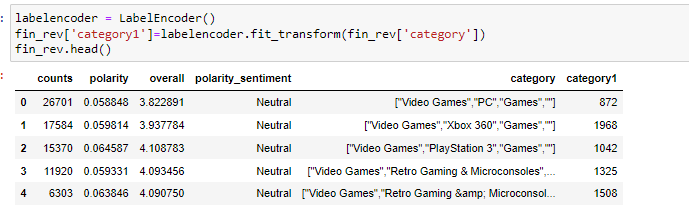 : labelencoder = LabelEncoder()
fin_rev['category1']=labelencoder.fit_transform(fin_rev['category'])
fin_rev.head()
:
counts polarity overall polarity_sentiment category category1
0 26701 0.058848 3.822891 Neutral ["Video Games","PC","Games",""] 872
1 17584 0.059814 3.937784 Neutral ["Video Games","Xbox 360","Games",""] 1968
2 15370 0.064587 4.108783 Neutral ["Video Games","PlayStation 3","Games",""] 1042
3 11920 0.059331 4.093456 Neutral ["Video Games","Retro Gaming & Microconsoles",... 1325
4 6303 0.063846 4.090750 Neutral ["Video Games","Retro Gaming &amp; Microconsol... 1508